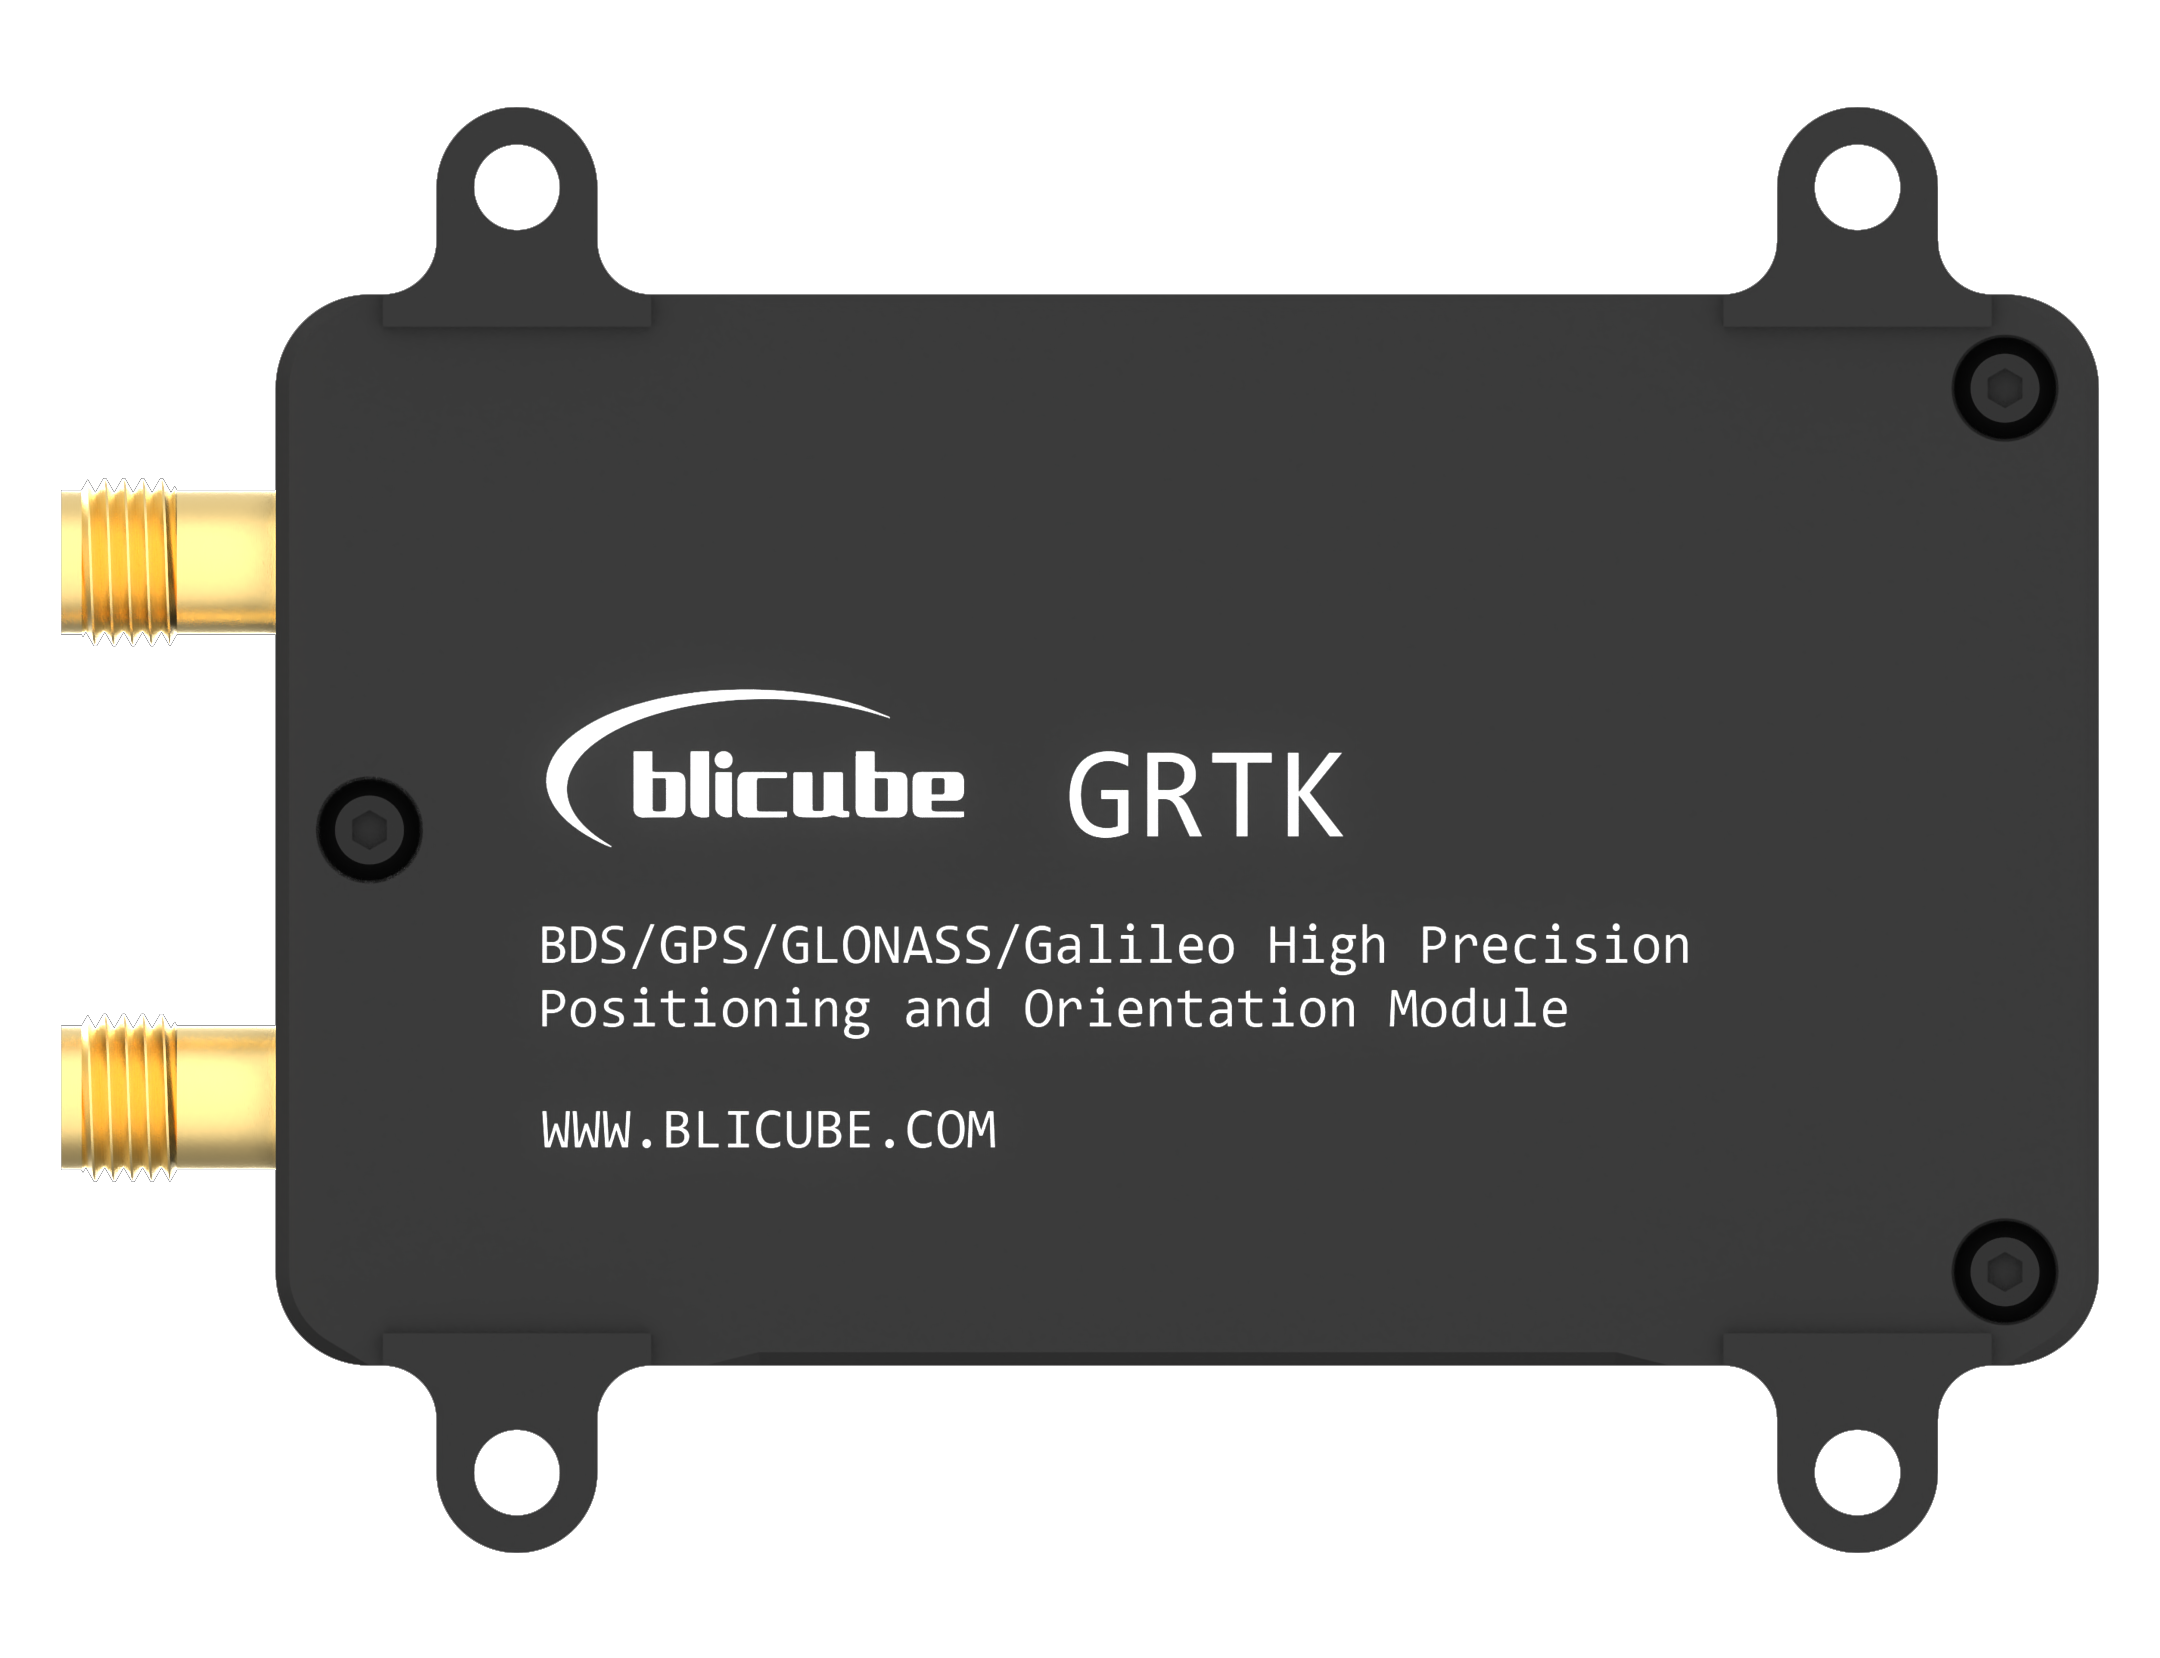 blicube GRTK
BDS/GPS/GLONASS/Galileo High Precision
Positioning and Orientation Module
WWW.BLICUBE.COM